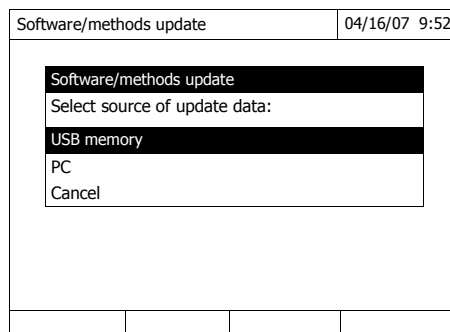 Software/methods update 04/16/07 9:52
Software/methods update
Select source of update data:
USB memory
PC
Cancel